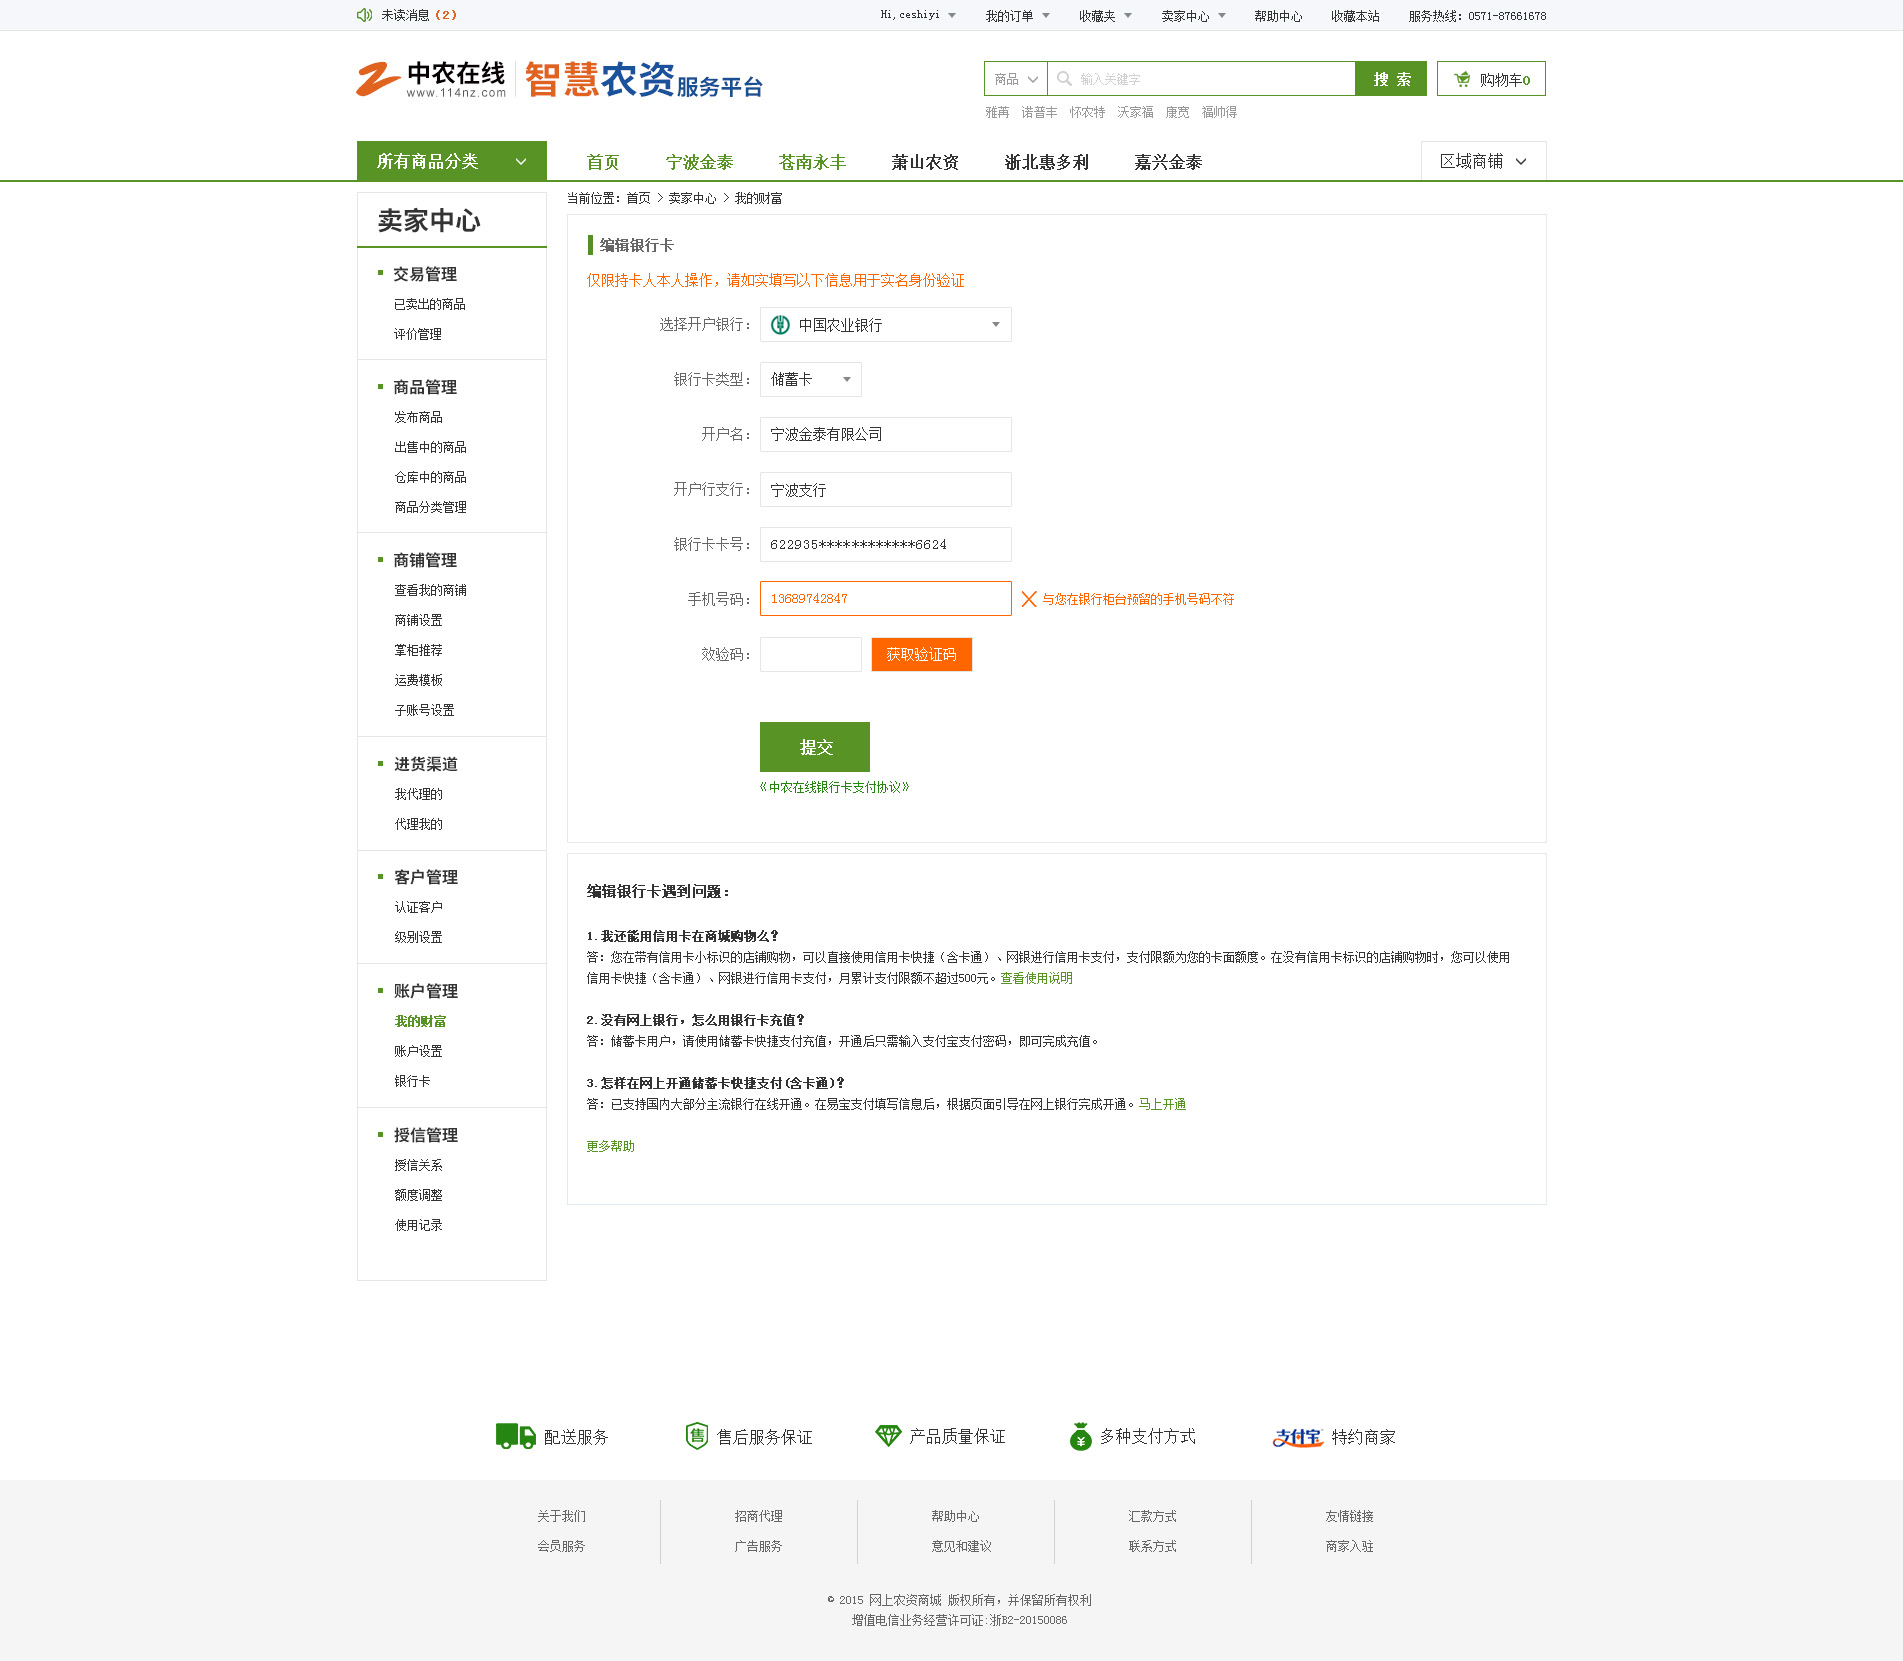 未读消息（2） Hi,ceshiyi 我的订单 收藏夹 卖家中心 帮助中心 收藏本站 服务热线：0571-87661678
中农在线 www.114nz.com 智慧农资服务平台
商品 输入关键字 搜 索 购物车0
雅苒 诺普丰 怀农特 沃家福 康宽 福帅得
所有商品分类 首页 宁波金泰 苍南永丰 萧山农资 浙北惠多利 嘉兴金泰 区域商铺
当前位置：首页 > 卖家中心 > 我的财富
卖家中心
交易管理
已卖出的商品
评价管理
商品管理
发布商品
出售中的商品
仓库中的商品
商品分类管理
商铺管理
查看我的商铺
商铺设置
掌柜推荐
运费模板
子账号设置
进货渠道
我代理的
代理我的
客户管理
认证客户
级别设置
账户管理
我的财富
账户设置
银行卡
授信管理
授信关系
额度调整
使用记录
编辑银行卡
仅限持卡人本人操作，请如实填写以下信息用于实名身份验证
选择开户银行： 中国农业银行
银行卡类型： 储蓄卡
开户名： 宁波金泰有限公司
开户行支行： 宁波支行
银行卡卡号： 622935************6624
手机号码： 13689742847 与您在银行柜台预留的手机号码不符
效验码： 获取验证码
提交
《中农在线银行卡支付协议》
编辑银行卡遇到问题：
1.我还能用信用卡在商城购物么？
答：您在带有信用卡小标识的店铺购物，可以直接使用信用卡快捷（含卡通）、网银进行信用卡支付，支付限额为您的卡面额度。在没有信用卡标识的店铺购物时，您可以使用
信用卡快捷（含卡通）、网银进行信用卡支付，月累计支付限额不超过500元。查看使用说明
2.没有网上银行，怎么用银行卡充值？
答：储蓄卡用户，请使用储蓄卡快捷支付充值，开通后只需输入支付宝支付密码，即可完成充值。
3.怎样在网上开通储蓄卡快捷支付(含卡通)？
答：已支持国内大部分主流银行在线开通。在易宝支付填写信息后，根据页面引导在网上银行完成开通。马上开通
更多帮助
配送服务 售 售后服务保证 产品质量保证 ¥ 多种支付方式 支付宝 特约商家
关于我们 招商代理 帮助中心 汇款方式 友情链接
会员服务 广告服务 意见和建议 联系方式 商家入驻
© 2015 网上农资商城 版权所有，并保留所有权利
增值电信业务经营许可证:浙B2-20150086